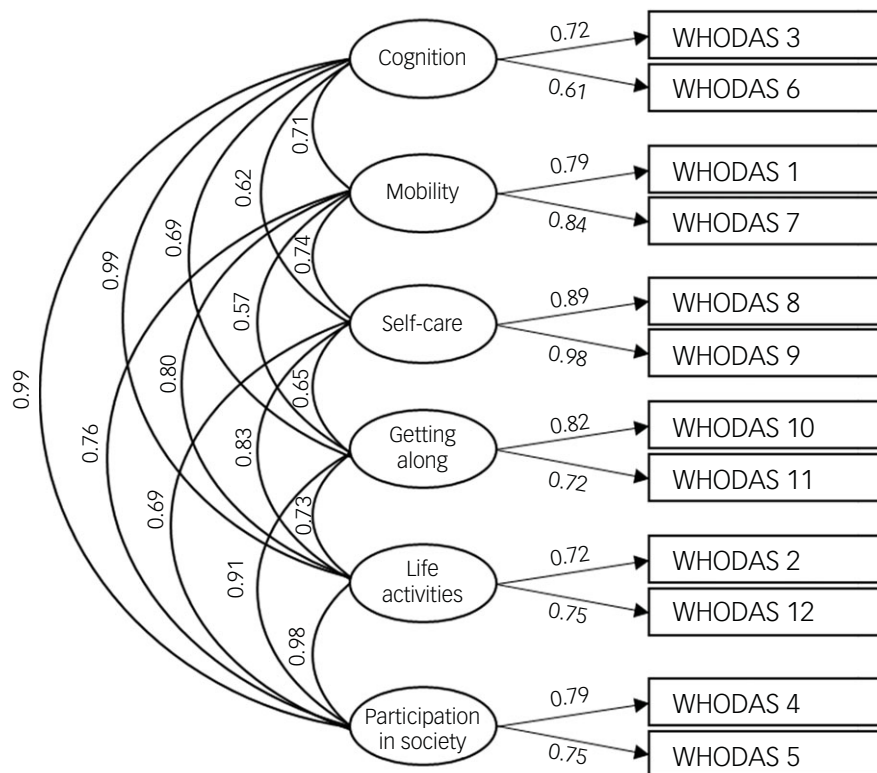 Cognition
0.72
WHODAS 3
0.61
WHODAS 6
0.71
Mobility
0.79
WHODAS 1
0.84
WHODAS 7
0.62
0.69
0.99
0.74
Self-care
0.89
WHODAS 8
0.98
WHODAS 9
0.57
0.80
0.99
0.65
Getting
along
0.82
WHODAS 10
0.72
WHODAS 11
0.76
0.83
0.69
0.73
Life
activities
0.72
WHODAS 2
0.75
WHODAS 12
0.91
0.98
Participation
in society
0.79
WHODAS 4
0.75
WHODAS 5